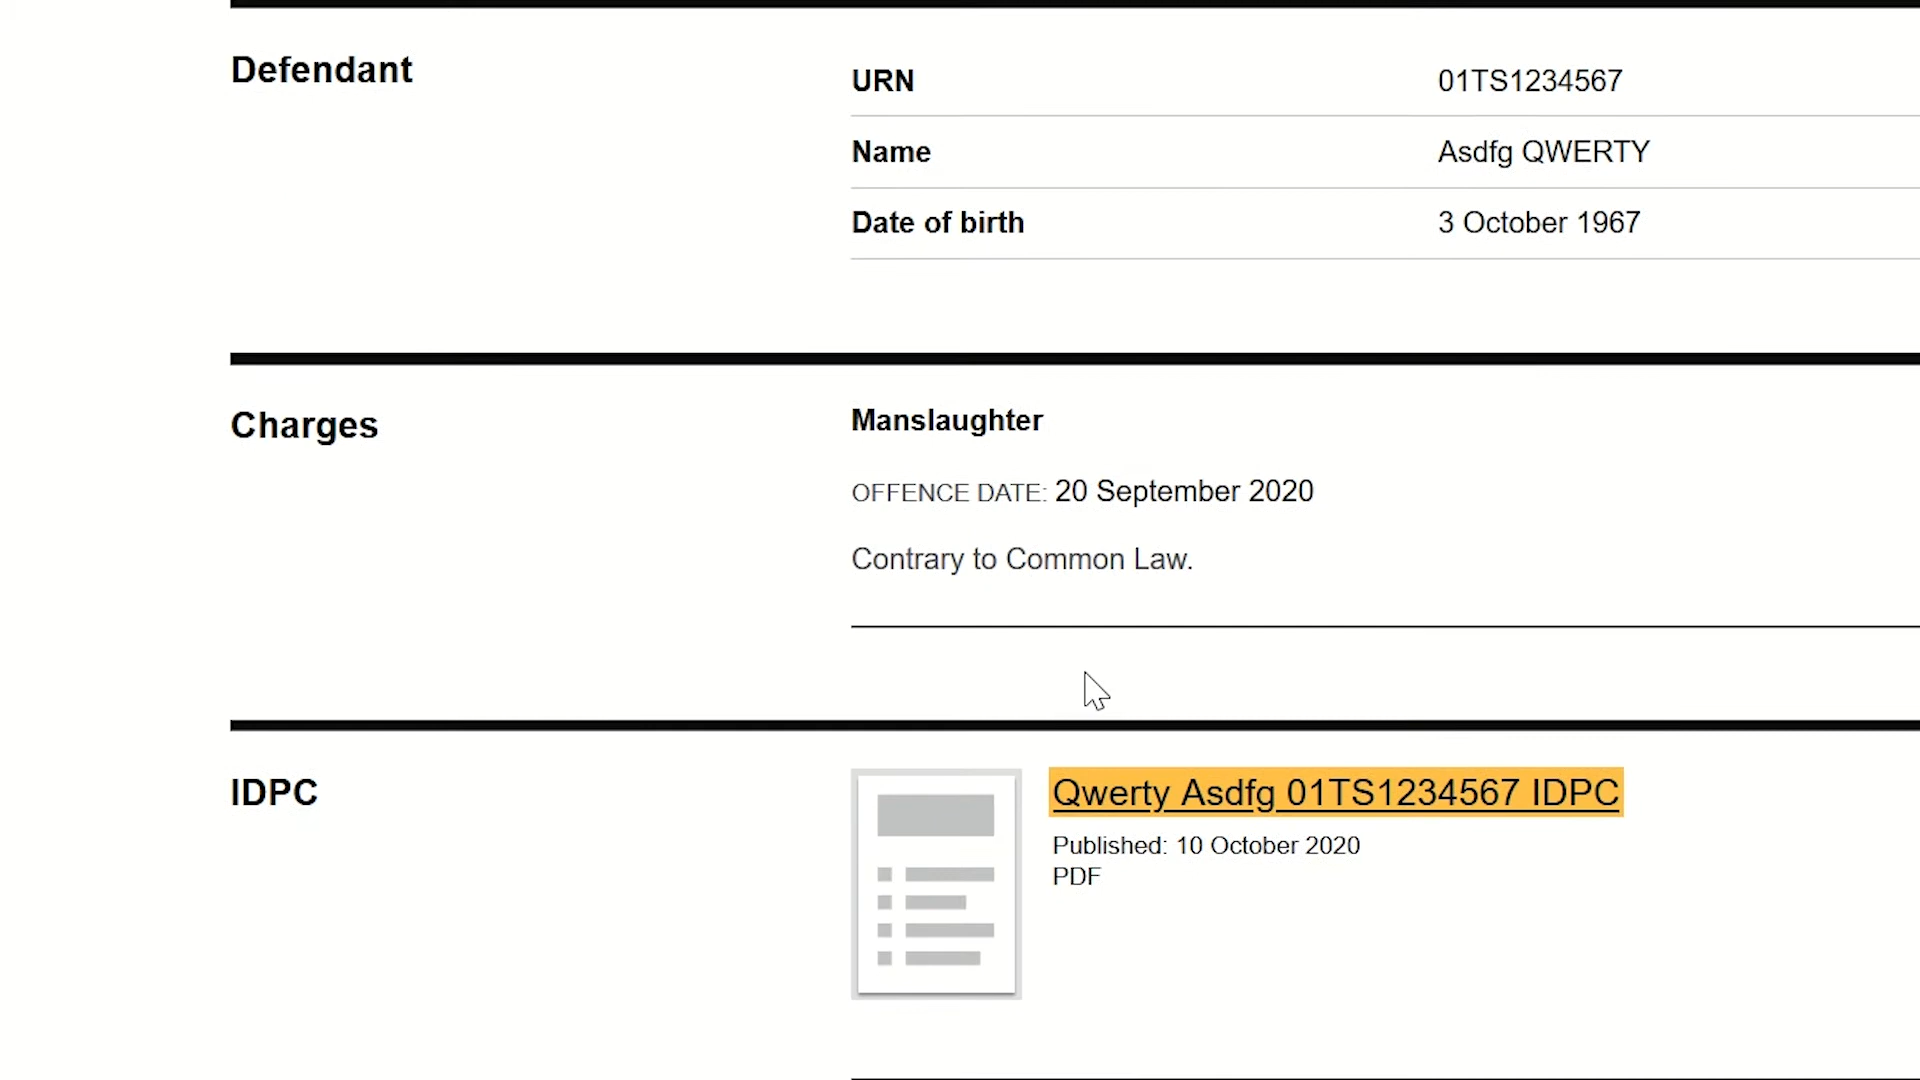 Defendant
URN 01TS1234567
Name Asdfg QWERTY
Date of birth 3 October 1967
Charges
Manslaughter
OFFENCE DATE: 20 September 2020
Contrary to Common Law.
IDPC
Qwerty Asdfg 01TS1234567 IDPC
Published: 10 October 2020
PDF